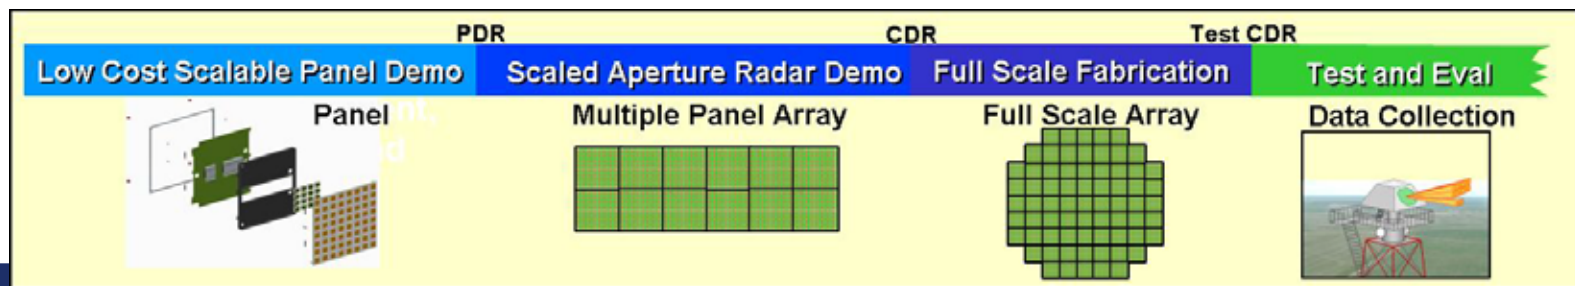 PDR CDR Test CDR
Low Cost Scalable Panel Demo Scaled Aperture Radar Demo Full Scale Fabrication Test and Eval
Panel Multiple Panel Array Full Scale Array Data Collection